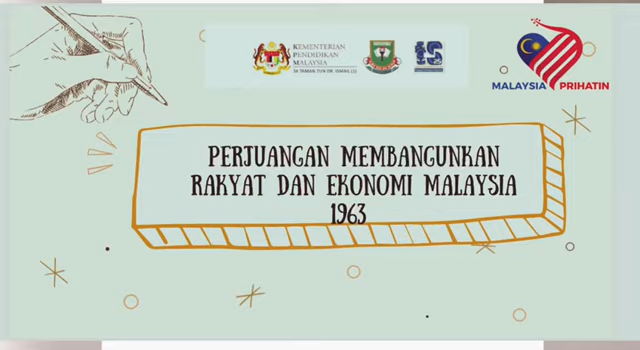 KEMENTERIAN
PENDIDIKAN
MALAYSIA
MALAYSIA PRIHATIN
PERJUANGAN MEMBANGUNKAN
RAKYAT DAN EKONOMI MALAYSIA
1963